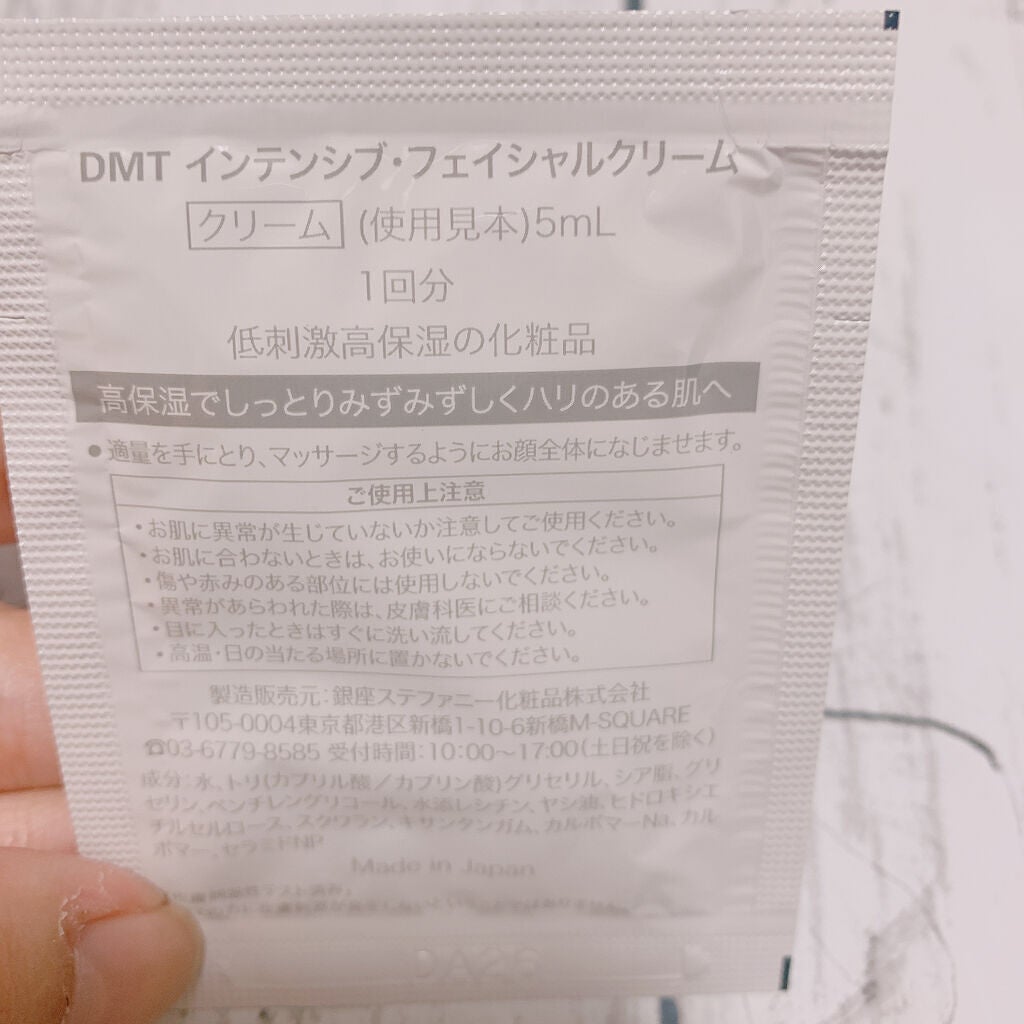 DMT インテンシブ・フェイシャルクリーム
クリーム (使用見本)5mL
1回分
低刺激高保湿の化粧品
高保湿でしっとりみずみずしくハリのある肌へ
●適量を手にとり、マッサージするようにお顔全体になじませます。
ご使用上注意
・お肌に異常が生じていないか注意してご使用ください。
・お肌に合わないときは、お使いにならないでください。
・傷や赤みのある部位には使用しないでください。
・異常があらわれた際は、皮膚科医にご相談ください。
・目に入ったときはすぐに洗い流してください。
・高温・日の当たる場所に置かないでください。
製造販売元:銀座ステファニー化粧品株式会社
〒105-0004東京都港区新橋1-10-6新橋M-SQUARE
☎03-6779-8585 受付時間:10:00~17:00(土日祝を除く)
成分:水、トリ(カプリル酸/カプリン酸)グリセリル、シア脂、グリ
セリン、ペンチレングリコール、水添レシチン、ヤシ油、ヒドロキシエ
チルセルロース、スクワラン、キサンタンガム、カルボマーNa、カル
ボマー、セラミドNP
Made in Japan